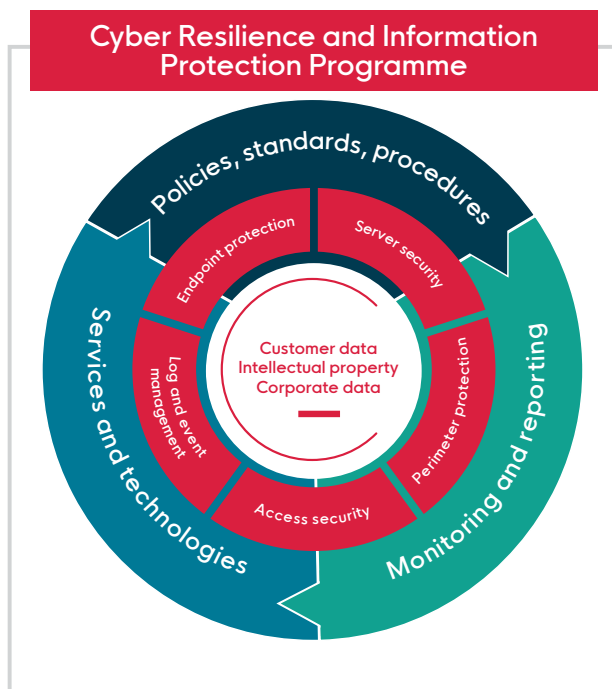 Cyber Resilience and Information
Protection Programme
Policies, standards, procedures
Endpoint protection
Server security
Customer data
Intellectual property
Corporate data
Services and technologies
Log and event
management
Perimeter protection
Monitoring and reporting
Access security